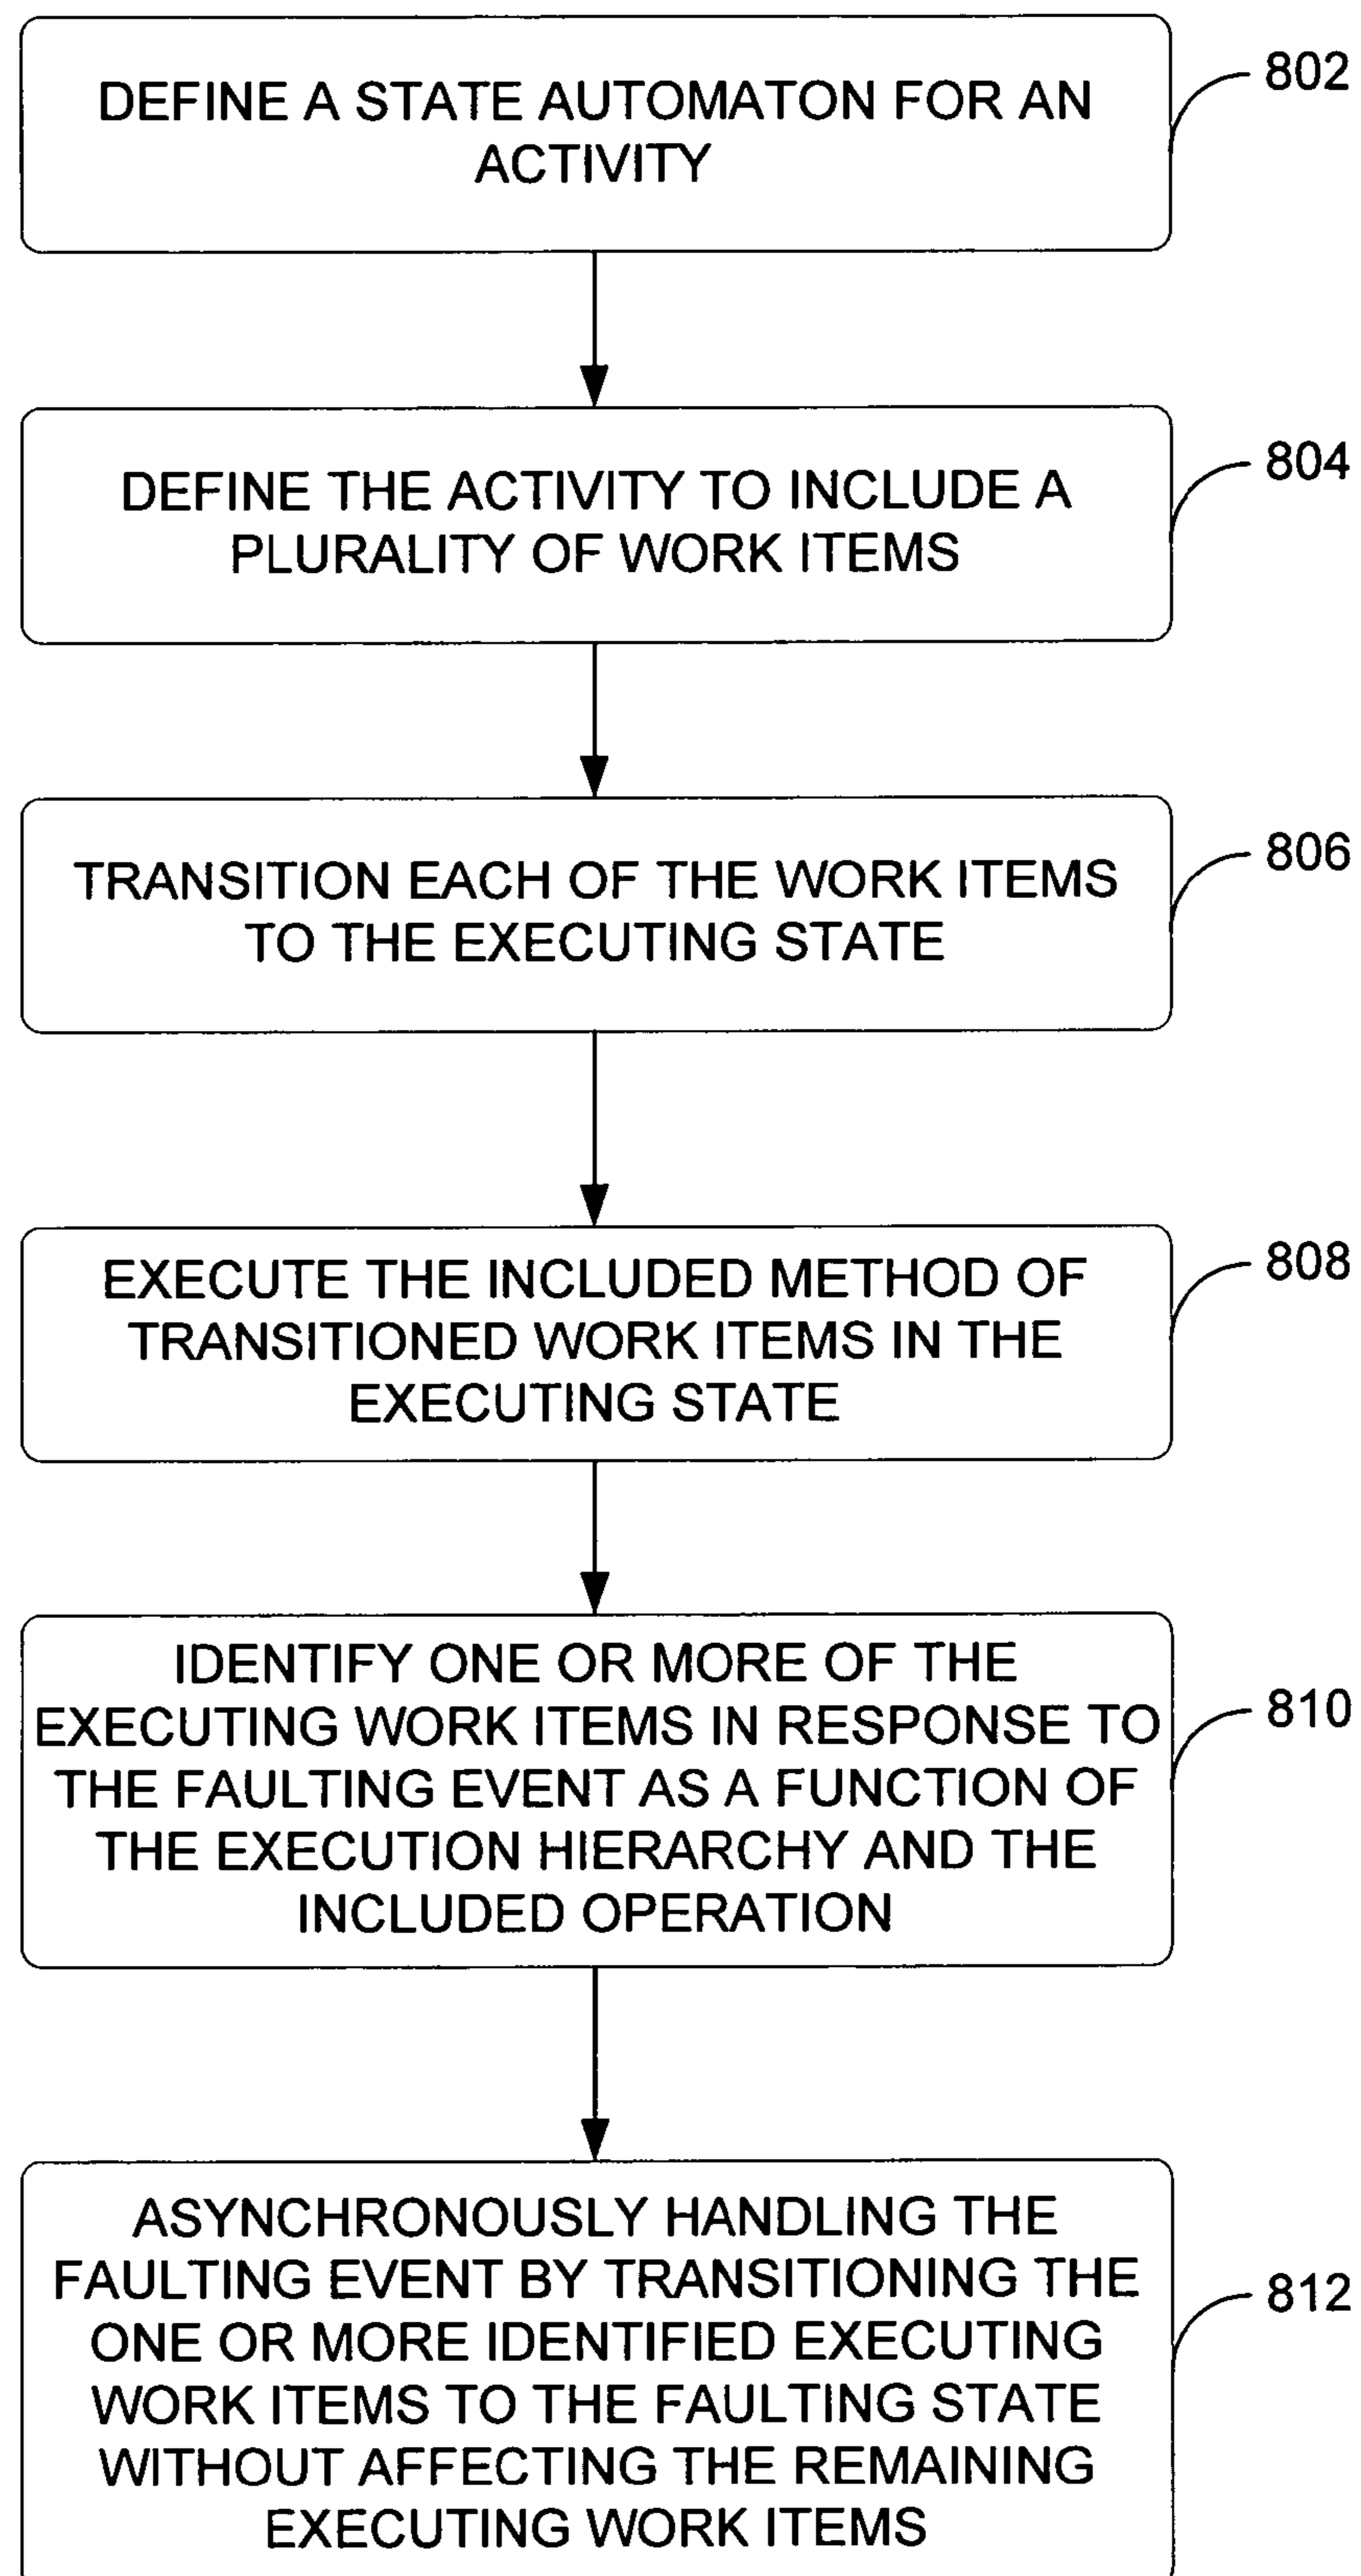 DEFINE A STATE AUTOMATON FOR AN
ACTIVITY
802
DEFINE THE ACTIVITY TO INCLUDE A
PLURALITY OF WORK ITEMS
804
TRANSITION EACH OF THE WORK ITEMS
TO THE EXECUTING STATE
806
EXECUTE THE INCLUDED METHOD OF
TRANSITIONED WORK ITEMS IN THE
EXECUTING STATE
808
IDENTIFY ONE OR MORE OF THE
EXECUTING WORK ITEMS IN RESPONSE TO
THE FAULTING EVENT AS A FUNCTION OF
THE EXECUTION HIERARCHY AND THE
INCLUDED OPERATION
810
ASYNCHRONOUSLY HANDLING THE
FAULTING EVENT BY TRANSITIONING THE
ONE OR MORE IDENTIFIED EXECUTING
WORK ITEMS TO THE FAULTING STATE
WITHOUT AFFECTING THE REMAINING
EXECUTING WORK ITEMS
812